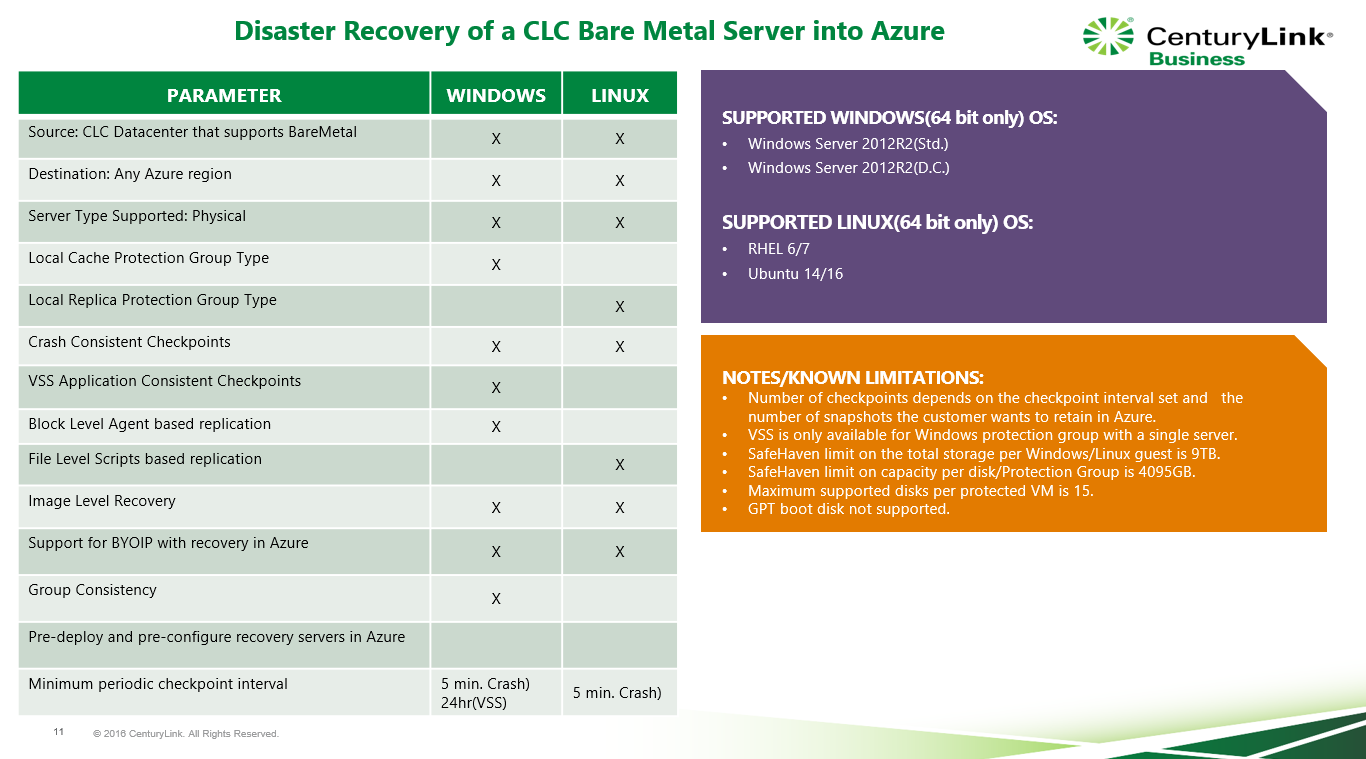 Disaster Recovery of a CLC Bare Metal Server into Azure
CenturyLink®
Business
PARAMETER WINDOWS LINUX
Source: CLC Datacenter that supports BareMetal X X
Destination: Any Azure region X X
Server Type Supported: Physical X X
Local Cache Protection Group Type X
Local Replica Protection Group Type X
Crash Consistent Checkpoints X X
VSS Application Consistent Checkpoints X
Block Level Agent based replication X
File Level Scripts based replication X
Image Level Recovery X X
Support for BYOIP with recovery in Azure X X
Group Consistency X
Pre-deploy and pre-configure recovery servers in Azure
Minimum periodic checkpoint interval 5 min. Crash) 5 min. Crash)
24hr(VSS)
SUPPORTED WINDOWS(64 bit only) OS:
• Windows Server 2012R2(Std.)
• Windows Server 2012R2(D.C.)
SUPPORTED LINUX(64 bit only) OS:
• RHEL 6/7
• Ubuntu 14/16
NOTES/KNOWN LIMITATIONS:
• Number of checkpoints depends on the checkpoint interval set and the
number of snapshots the customer wants to retain in Azure.
• VSS is only available for Windows protection group with a single server.
• SafeHaven limit on the total storage per Windows/Linux guest is 9TB.
• SafeHaven limit on capacity per disk/Protection Group is 4095GB.
• Maximum supported disks per protected VM is 15.
• GPT boot disk not supported.
11 © 2016 CenturyLink. All Rights Reserved.